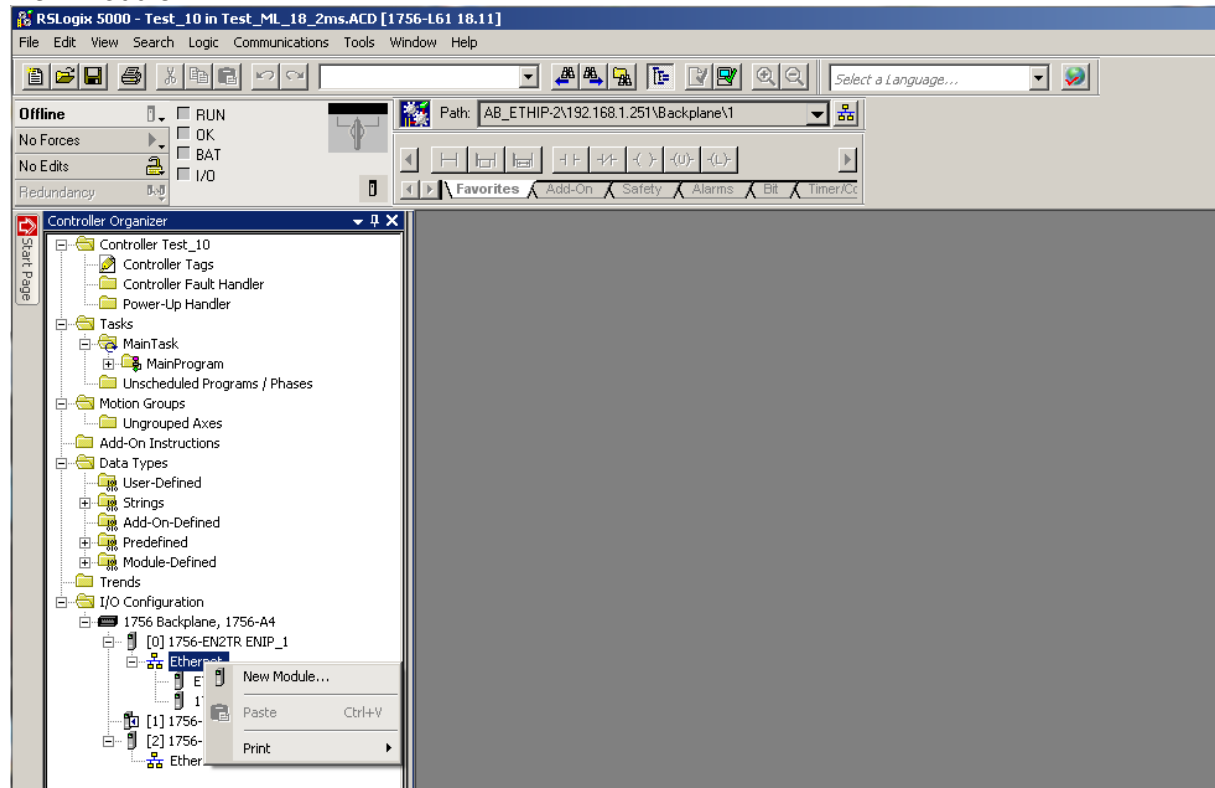 RSLogix 5000 - Test_10 in Test_ML_18_2ms.ACD [1756-L61 18.11]
File Edit View Search Logic Communications Tools Window Help
Select a Language...
Offline
RUN
No Forces
OK
No Edits
BAT
Redundancy
I/O
Path: AB_ETHIP-2\192.168.1.251\Backplane\1
Favorites Add-On Safety Alarms Bit
Start Page
Controller Organizer
Controller Test_10
Controller Tags
Controller Fault Handler
Power-Up Handler
Tasks
MainTask
MainProgram
Unscheduled Programs / Phases
Motion Groups
Ungrouped Axes
Add-On Instructions
Data Types
User-Defined
Strings
Add-On-Defined
Predefined
Module-Defined
Trends
I/O Configuration
1756 Backplane, 1756-A4
[0] 1756-EN2TR ENIP_1
Ethernet
New Module...
Paste Ctrl+V
Print
[1] 1756-
[2] 1756-
Ether